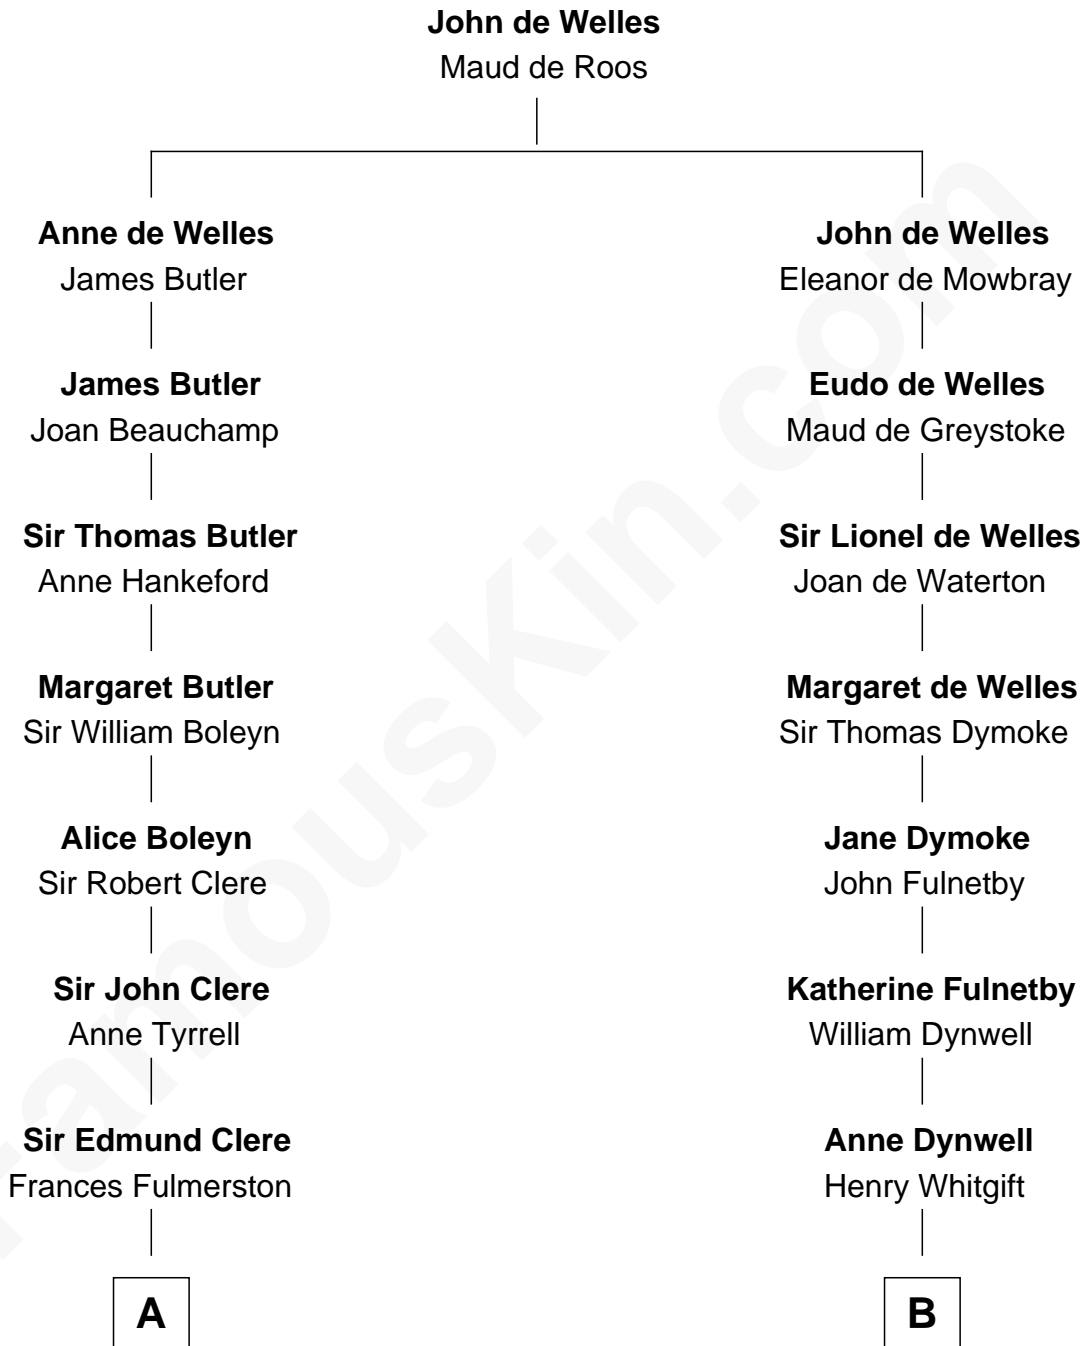 John de Welles
Maud de Roos
Anne de Welles
James Butler
John de Welles
Eleanor de Mowbray
James Butler
Joan Beauchamp
Eudo de Welles
Maud de Greystoke
Sir Thomas Butler
Anne Hankeford
Sir Lionel de Welles
Joan de Waterton
Margaret Butler
Sir William Boleyn
Margaret de Welles
Sir Thomas Dymoke
Alice Boleyn
Sir Robert Clere
Jane Dymoke
John Fulnetby
Sir John Clere
Anne Tyrrell
Katherine Fulnetby
William Dynwell
Sir Edmund Clere
Frances Fulmerston
Anne Dynwell
Henry Whitgift
A
B
FamousKin.com